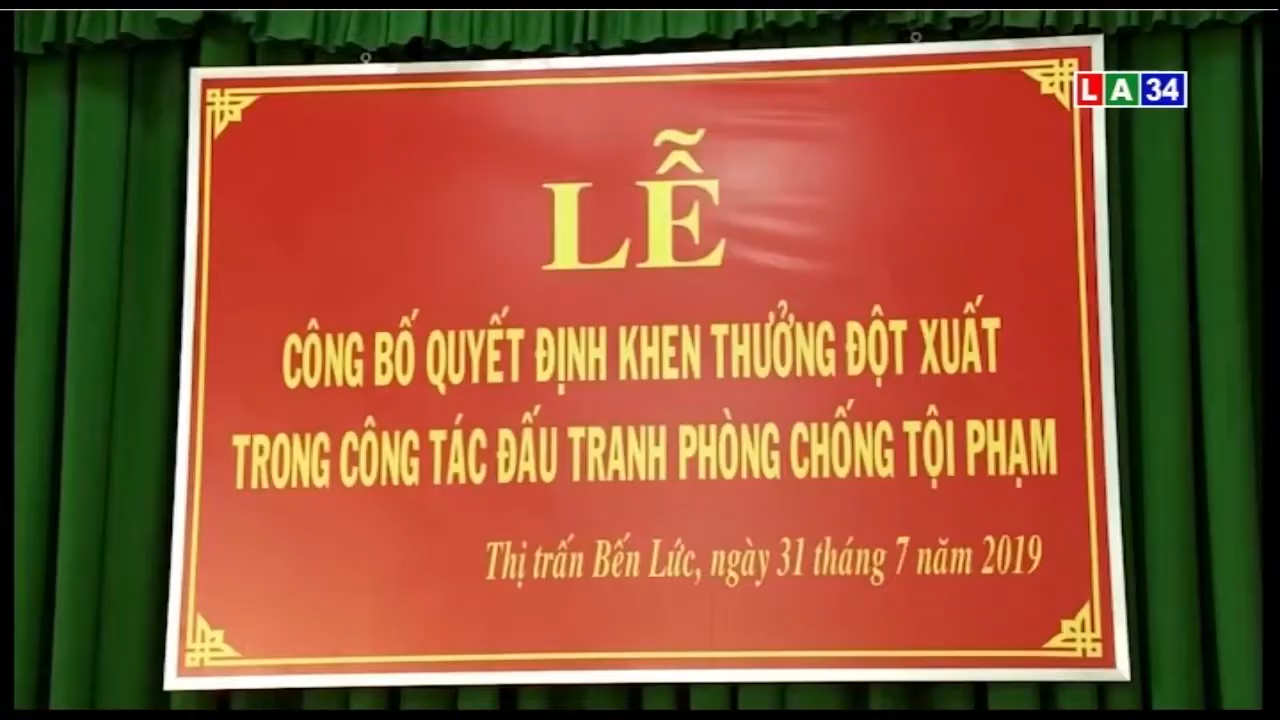 LA34
LỄ
CÔNG BỐ QUYẾT ĐỊNH KHEN THƯỞNG ĐỘT XUẤT
TRONG CÔNG TÁC ĐẤU TRANH PHÒNG CHỐNG TỘI PHẠM
Thị trấn Bến Lức, ngày 31 tháng 7 năm 2019